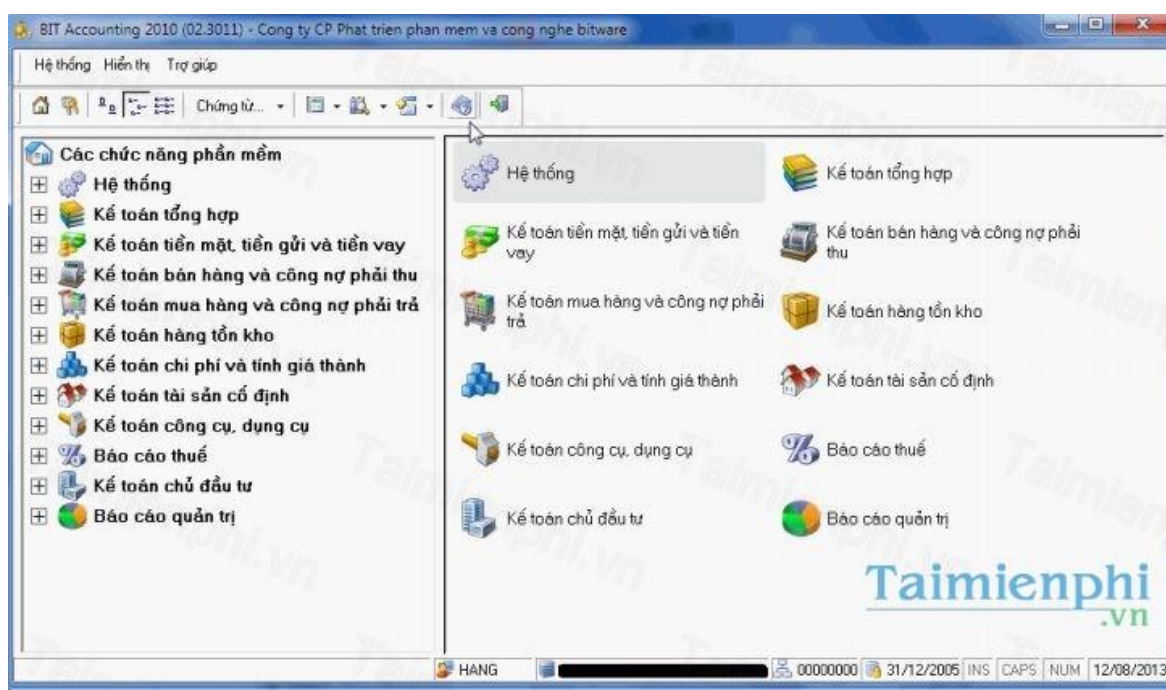 BIT Accounting 2010 (02.3011) - Cong ty CP Phat trien phan mem va cong nghe bitware
Hệ thống Hiển thị Trợ giúp
Chứng từ...
Các chức năng phần mềm
Hệ thống
Kế toán tổng hợp
Kế toán tiền mặt, tiền gửi và tiền vay
Kế toán bán hàng và công nợ phải thu
Kế toán mua hàng và công nợ phải trả
Kế toán hàng tồn kho
Kế toán chi phí và tính giá thành
Kế toán tài sản cố định
Kế toán công cụ, dụng cụ
Báo cáo thuế
Kế toán chủ đầu tư
Báo cáo quản trị
Hệ thống
Kế toán tổng hợp
Kế toán tiền mặt, tiền gửi và tiền
vay
Kế toán bán hàng và công nợ phải
thu
Kế toán mua hàng và công nợ phải
trả
Kế toán hàng tồn kho
Kế toán chi phí và tính giá thành
Kế toán tài sản cố định
Kế toán công cụ, dụng cụ
Báo cáo thuế
Kế toán chủ đầu tư
Báo cáo quản trị
Taimienphi
.vn
HANG 00000000 31/12/2005 INS CAPS NUM 12/08/2013